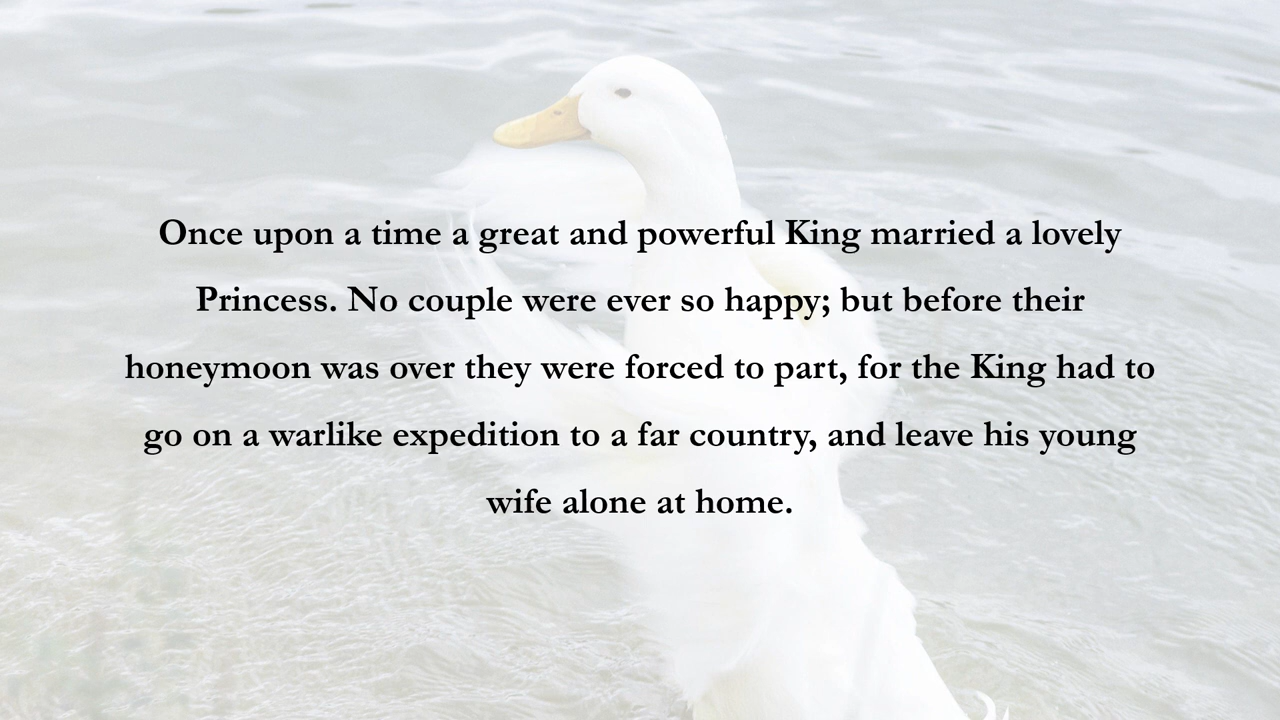 Once upon a time a great and powerful King married a lovely
Princess. No couple were ever so happy; but before their
honeymoon was over they were forced to part, for the King had to
go on a warlike expedition to a far country, and leave his young
wife alone at home.